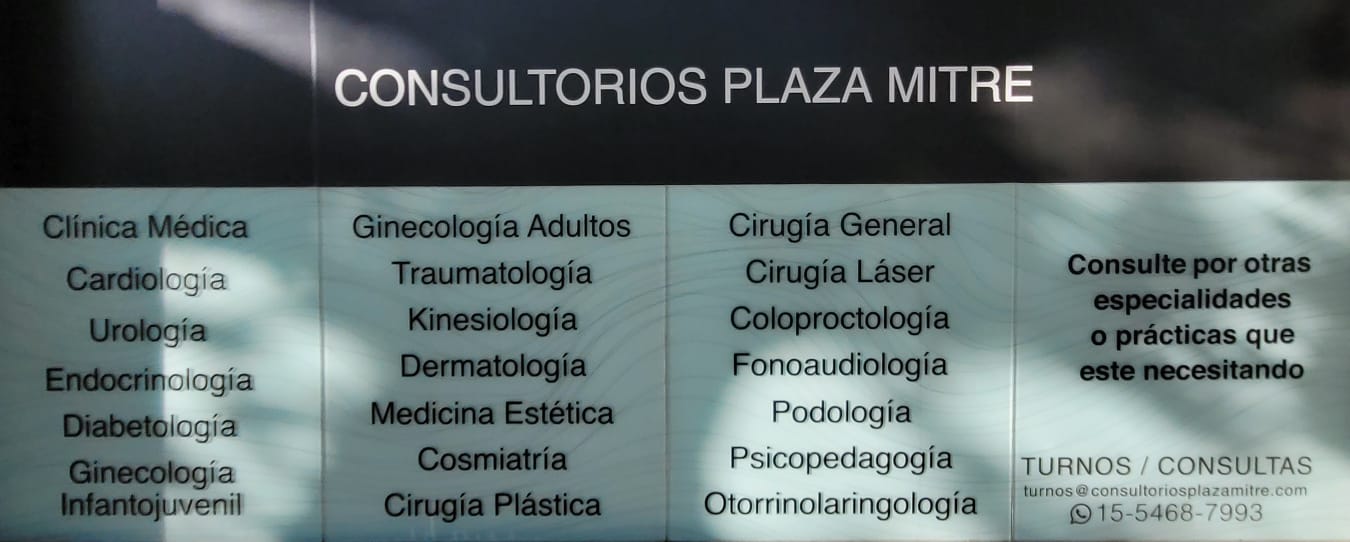 CONSULTORIOS PLAZA MITRE
Clínica Médica
Cardiología
Urología
Endocrinología
Diabetología
Ginecología
Infantojuvenil
Ginecología Adultos
Traumatología
Kinesiología
Dermatología
Medicina Estética
Cosmiatría
Cirugía Plástica
Cirugía General
Cirugía Láser
Coloproctología
Fonoaudiología
Podología
Psicopedagogía
Otorrinolaringología
Consulte por otras
especialidades
o prácticas que
este necesitando
TURNOS / CONSULTAS
turnos@consultoriosplazamitre.com
15-5468-7993